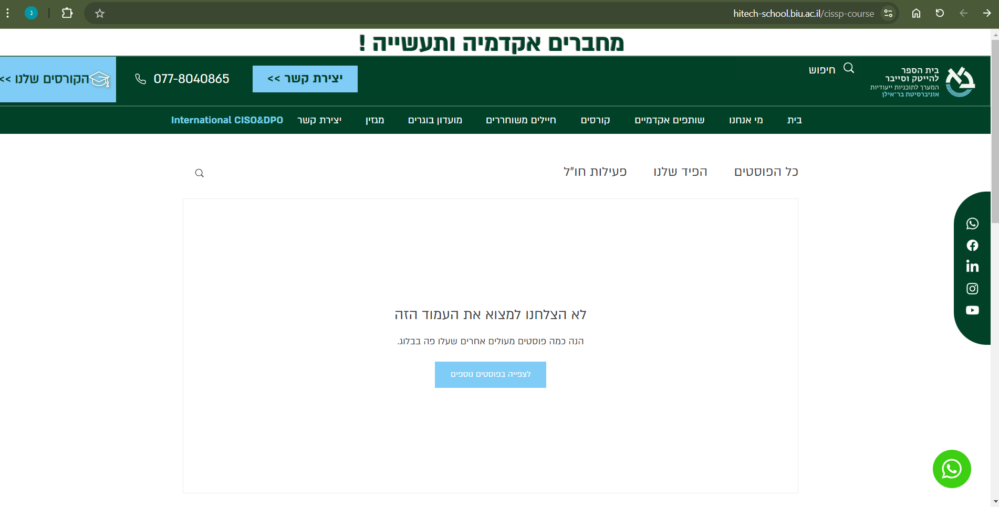 hitech-school.biu.ac.il/cissp-course
נ
מחברים אקדמיה ותעשייה !
בית הספר
להייטק וסייבר
המערך לתוכניות ייעודיות
אוניברסיטת בר־אילן
חיפוש
יצירת קשר >>
077-8040865
הקורסים שלנו >>
בית
מי אנחנו
שותפים אקדמיים
קורסים
חיילים משוחררים
מועדון בוגרים
מגזין
יצירת קשר
International CISO&DPO
כל הפוסטים
הפיד שלנו
פעילות חו"ל
לא הצלחנו למצוא את העמוד הזה
הנה כמה פוסטים מעולים אחרים שעלו פה בבלוג.
לצפייה בפוסטים נוספים